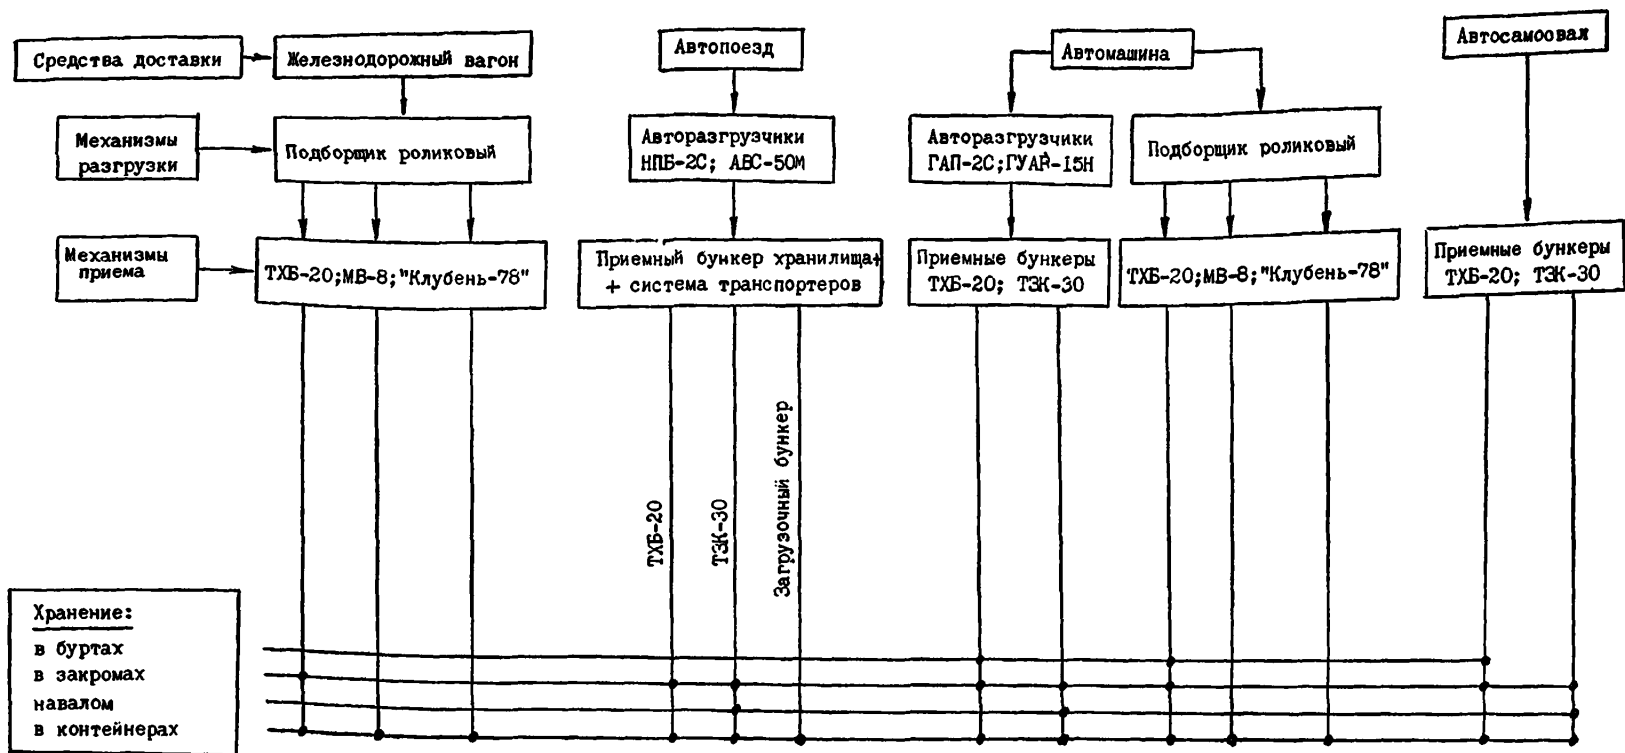 Средства доставки
Железнодорожный вагон
Автопоезд
Автомашина
Автосамоовал
Механизмы
разгрузки
Подборщик роликовый
Авторазгрузчики
НПБ-2С; АВС-50М
Авторазгрузчики
ГАП-2С;ГУАР-15Н
Подборщик роликовый
Механизмы
приема
ТХБ-20;МВ-8;"Клубень-78"
Приемный бункер хранилища+
+ система транспортеров
Приемные бункеры
ТХБ-20; ТЗК-30
ТХБ-20;МВ-8;"Клубень-78"
Приемные бункеры
ТХБ-20; ТЗК-30
ТХБ-20
ТЗК-30
Загрузочный бункер
Хранение:
в буртах
в закромах
навалом
в контейнерах